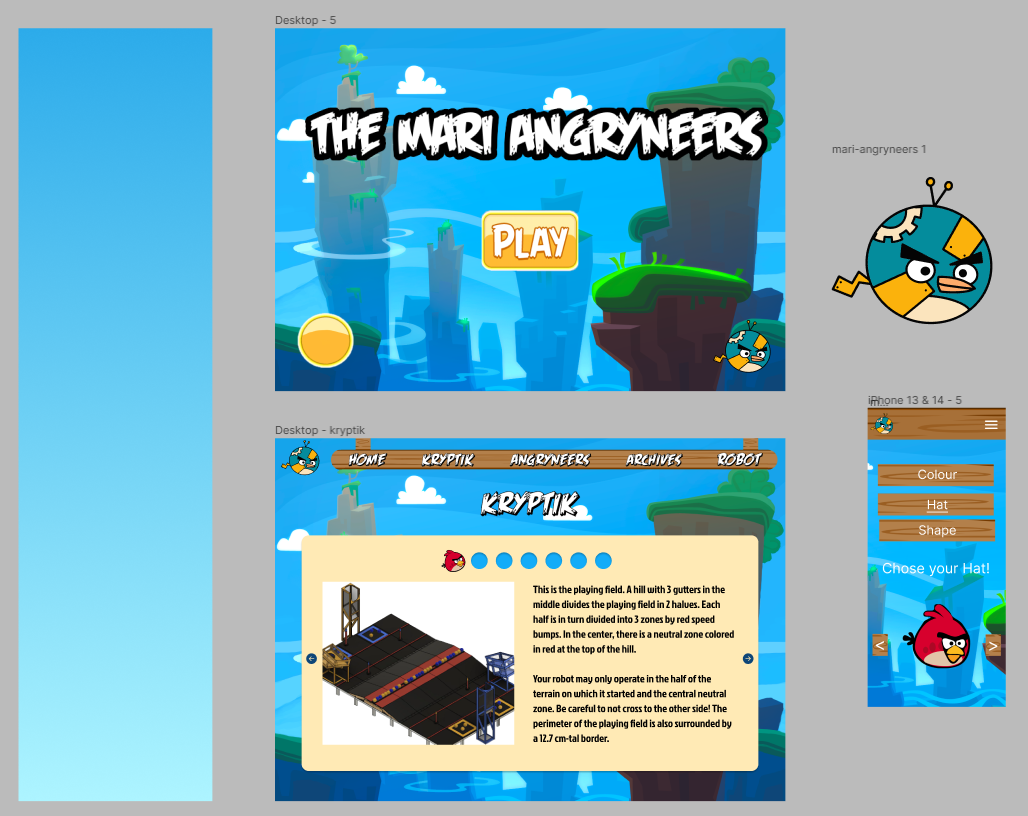 Desktop - 5
THE MARI ANGRYNEERS
PLAY
mari-angryneers 1
Desktop - kryptik
HOME KRYPTIK ANGRYNEERS ARCHIVES ROBOT
KRYPTIK
This is the playing field. A hill with 3 gutters in the
middle divides the playing field in 2 halves. Each
half is in turn divided into 3 zones by red speed
bumps. In the center, there is a neutral zone colored
in red at the top of the hill.
Your robot may only operate in the half of the
terrain on which it started and the central neutral
zone. Be careful to not cross to the other side! The
perimeter of the playing field is also surrounded by
a 12.7 cm-tal border.
iPhone 13 & 14 - 5
Colour
Hat
Shape
Chose your Hat!
< >